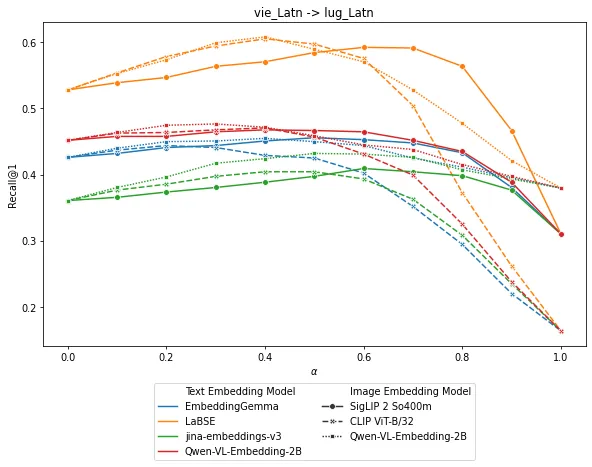 vie_Latn -> lug_Latn
Recall@1
0.6
0.5
0.4
0.3
0.2
0.0 0.2 0.4 0.6 0.8 1.0
α
Text Embedding Model Image Embedding Model
EmbeddingGemma SigLIP 2 So400m
LaBSE CLIP ViT-B/32
jina-embeddings-v3 Qwen-VL-Embedding-2B
Qwen-VL-Embedding-2B